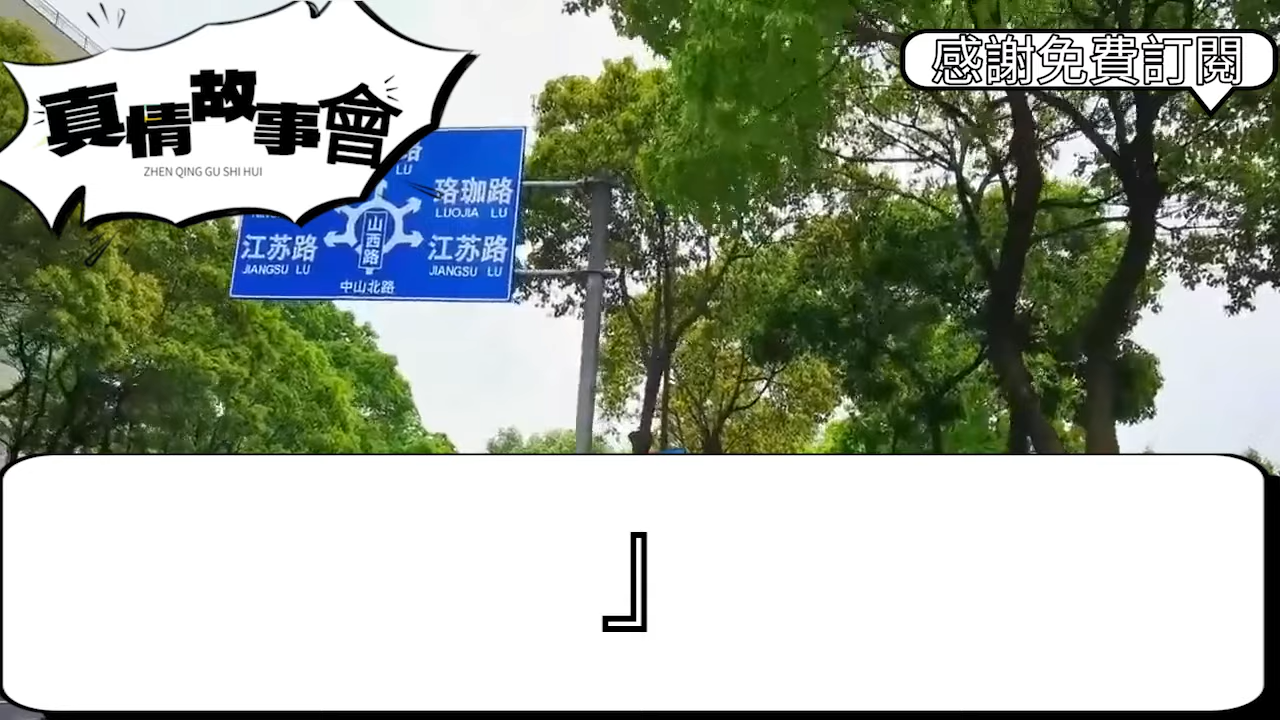 真情故事會
ZHEN QING GU SHI HUI
感謝免費訂閱
路
LU
珞珈路
LUOJIA LU
山西路
江苏路
JIANGSU LU
江苏路
JIANGSU LU
中山北路
』